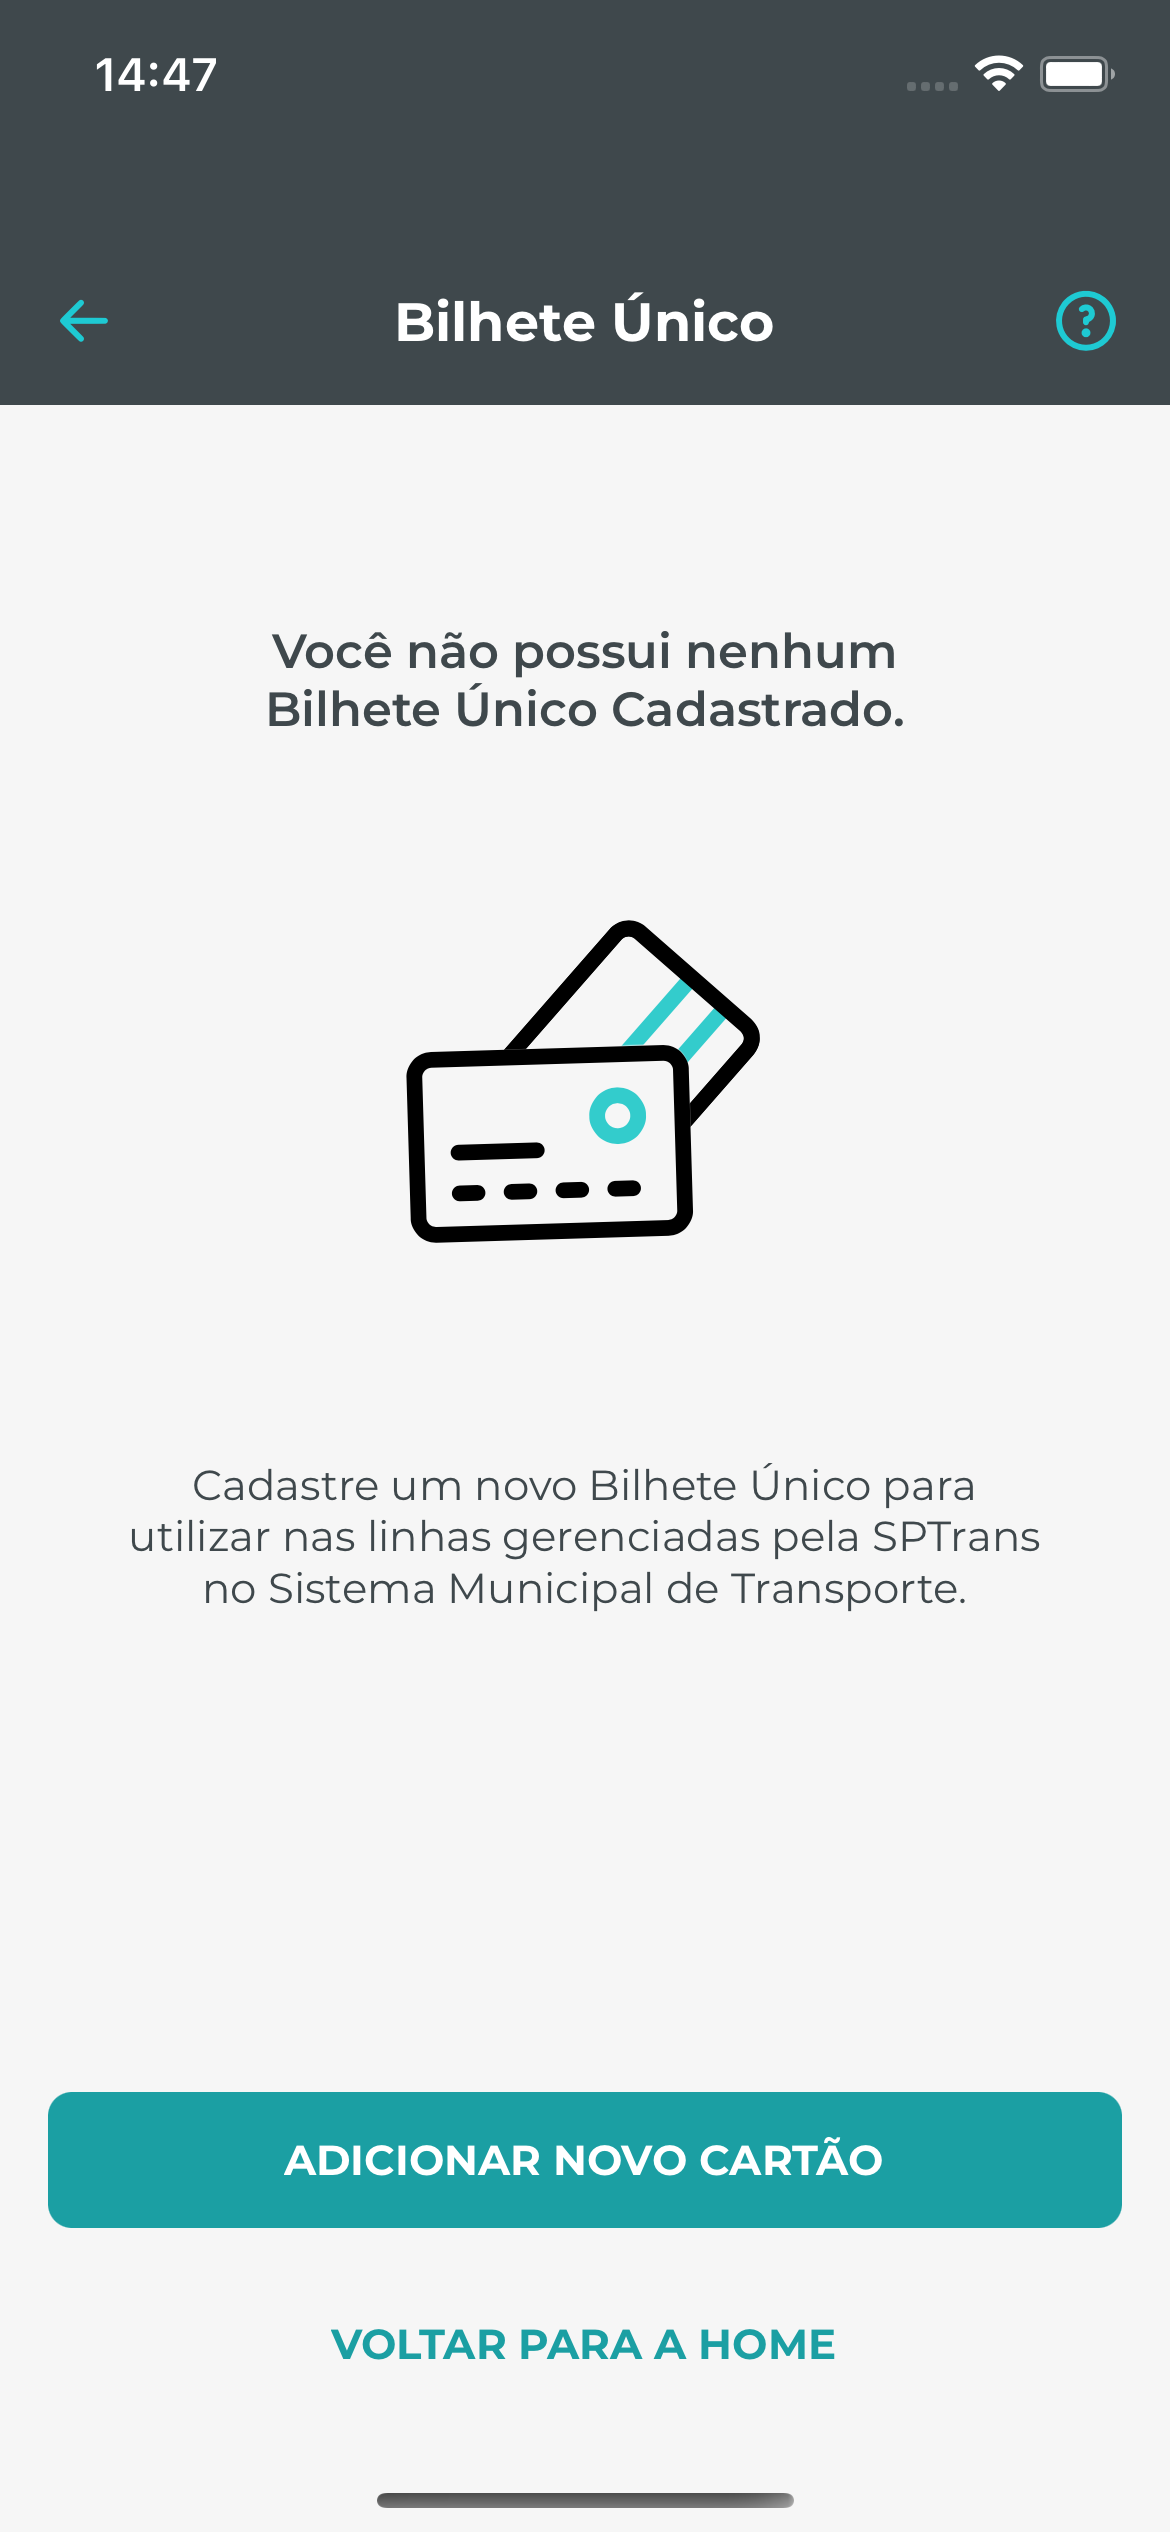 14:47
Bilhete Único
Você não possui nenhum
Bilhete Único Cadastrado.
Cadastre um novo Bilhete Único para
utilizar nas linhas gerenciadas pela SPTrans
no Sistema Municipal de Transporte.
ADICIONAR NOVO CARTÃO
VOLTAR PARA A HOME